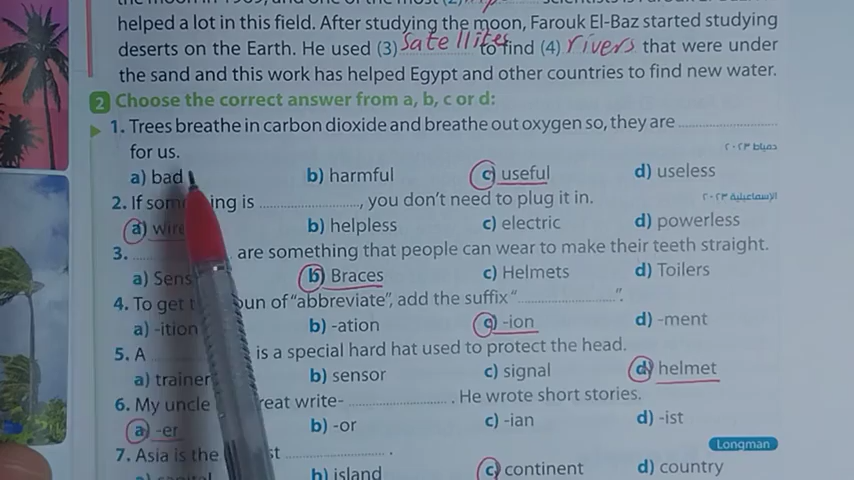 helped a lot in this field. After studying the moon, Farouk El-Baz started studying
deserts on the Earth. He used (3) Satellites to find (4) rivers that were under
the sand and this work has helped Egypt and other countries to find new water.
2 Choose the correct answer from a, b, c or d:
1. Trees breathe in carbon dioxide and breathe out oxygen so, they are ....................
for us. دمياط ٢٠٢٣
a) bad b) harmful c) useful d) useless
2. If is ...................., you don't need to plug it in. الإسماعيلية ٢٠٢٣
a) b) helpless c) electric d) powerless
3. are something that people can wear to make their teeth straight.
a) b) Braces c) Helmets d) Toilers
4. To get of "abbreviate", add the suffix "....................".
a) -ition b) -ation c) -ion d) -ment
5. A is a special hard hat used to protect the head.
a) trainer b) sensor c) signal d) helmet
6. My uncle write- .................... . He wrote short stories.
a) -er b) -or c) -ian d) -ist
Longman
7. Asia is the .................... .
b) island c) continent d) country